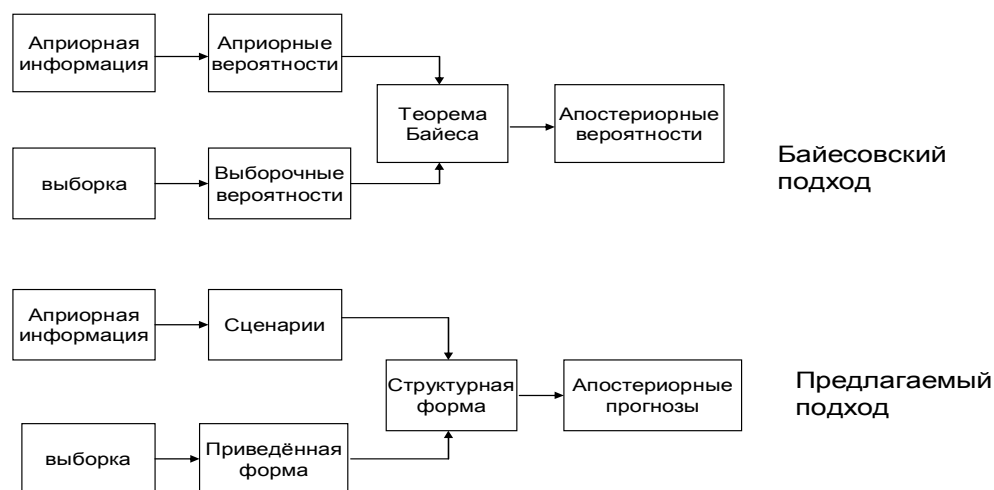 Априорная
информация
Априорные
вероятности
Теорема
Байеса
Апостериорные
вероятности
выборка
Выборочные
вероятности
Байесовский
подход
Априорная
информация
Сценарии
Структурная
форма
Апостериорные
прогнозы
выборка
Приведённая
форма
Предлагаемый
подход